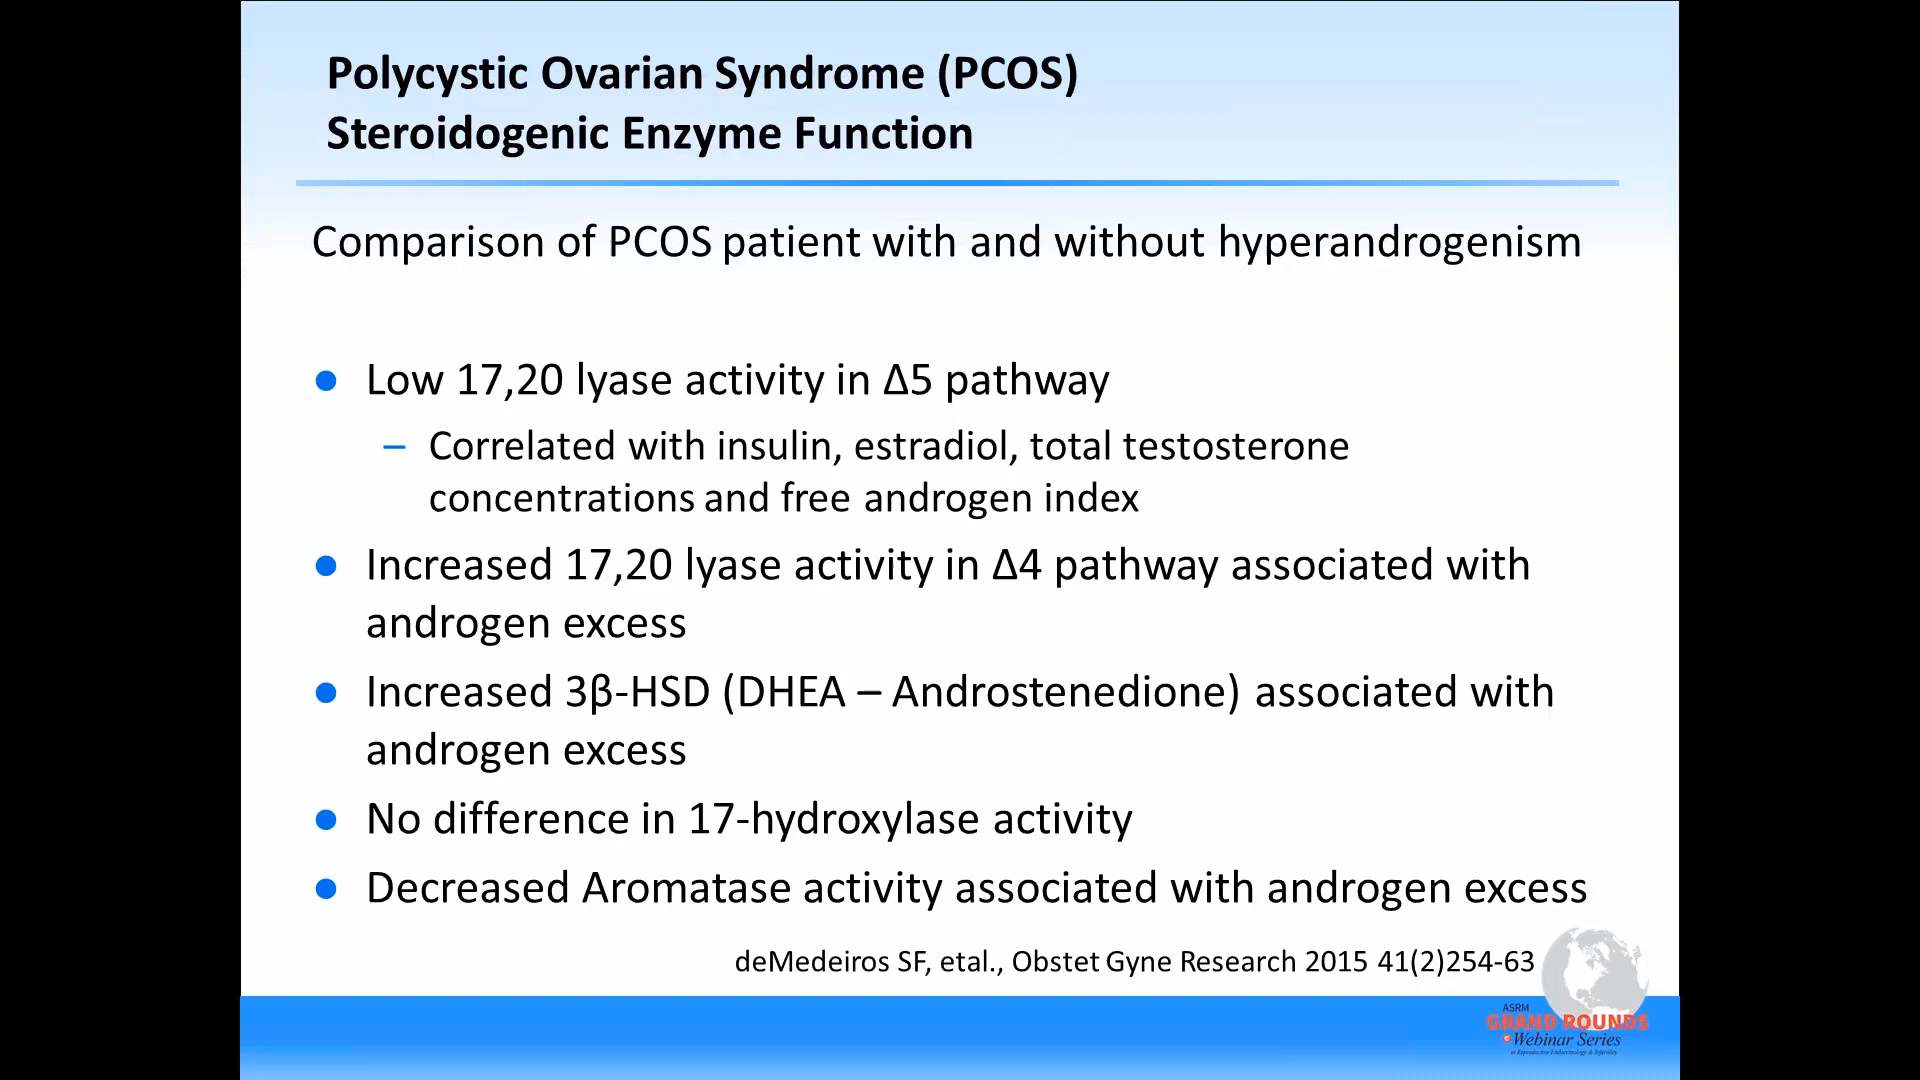 Polycystic Ovarian Syndrome (PCOS)
Steroidogenic Enzyme Function
Comparison of PCOS patient with and without hyperandrogenism
● Low 17,20 lyase activity in Δ5 pathway
– Correlated with insulin, estradiol, total testosterone
concentrations and free androgen index
● Increased 17,20 lyase activity in Δ4 pathway associated with
androgen excess
● Increased 3β-HSD (DHEA – Androstenedione) associated with
androgen excess
● No difference in 17-hydroxylase activity
● Decreased Aromatase activity associated with androgen excess
deMedeiros SF, etal., Obstet Gyne Research 2015 41(2)254-63
ASRM
GRAND ROUNDS
Webinar Series
in Reproductive Endocrinology & Infertility